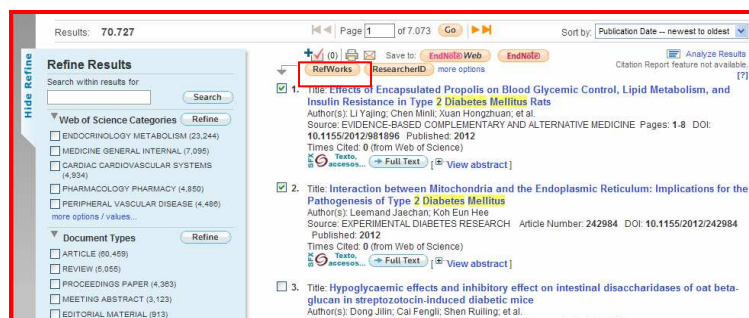 Results: 70.727
Page 1 of 7.073 Go
Sort by: Publication Date -- newest to oldest
Hide Refine
Refine Results
Search within results for
Search
Web of Science Categories Refine
ENDOCRINOLOGY METABOLISM (23,244)
MEDICINE GENERAL INTERNAL (7,095)
CARDIAC CARDIOVASCULAR SYSTEMS
(4,934)
PHARMACOLOGY PHARMACY (4,850)
PERIPHERAL VASCULAR DISEASE (4,486)
more options / values...
Document Types Refine
ARTICLE (60,459)
REVIEW (5,055)
PROCEEDINGS PAPER (4,363)
MEETING ABSTRACT (3,123)
EDITORIAL MATERIAL (913)
(0) Save to: EndNote Web EndNote
RefWorks ResearcherID more options
Analyze Results
Citation Report feature not available.
[?]
1. Title: Effects of Encapsulated Propolis on Blood Glycemic Control, Lipid Metabolism, and
Insulin Resistance in Type 2 Diabetes Mellitus Rats
Author(s): Li Yajing; Chen Minli; Xuan Hongzhuan; et al.
Source: EVIDENCE-BASED COMPLEMENTARY AND ALTERNATIVE MEDICINE Pages: 1-8 DOI:
10.1155/2012/981896 Published: 2012
Times Cited: 0 (from Web of Science)
SFX Texto, accesos... Full Text [ View abstract ]
2. Title: Interaction between Mitochondria and the Endoplasmic Reticulum: Implications for the
Pathogenesis of Type 2 Diabetes Mellitus
Author(s): Leemand Jaechan; Koh Eun Hee
Source: EXPERIMENTAL DIABETES RESEARCH Article Number: 242984 DOI: 10.1155/2012/242984
Published: 2012
Times Cited: 0 (from Web of Science)
SFX Texto, accesos... Full Text [ View abstract ]
3. Title: Hypoglycaemic effects and inhibitory effect on intestinal disaccharidases of oat beta-
glucan in streptozotocin-induced diabetic mice
Author(s): Dong Jilin; Cai Fengli; Shen Ruiling; et al.